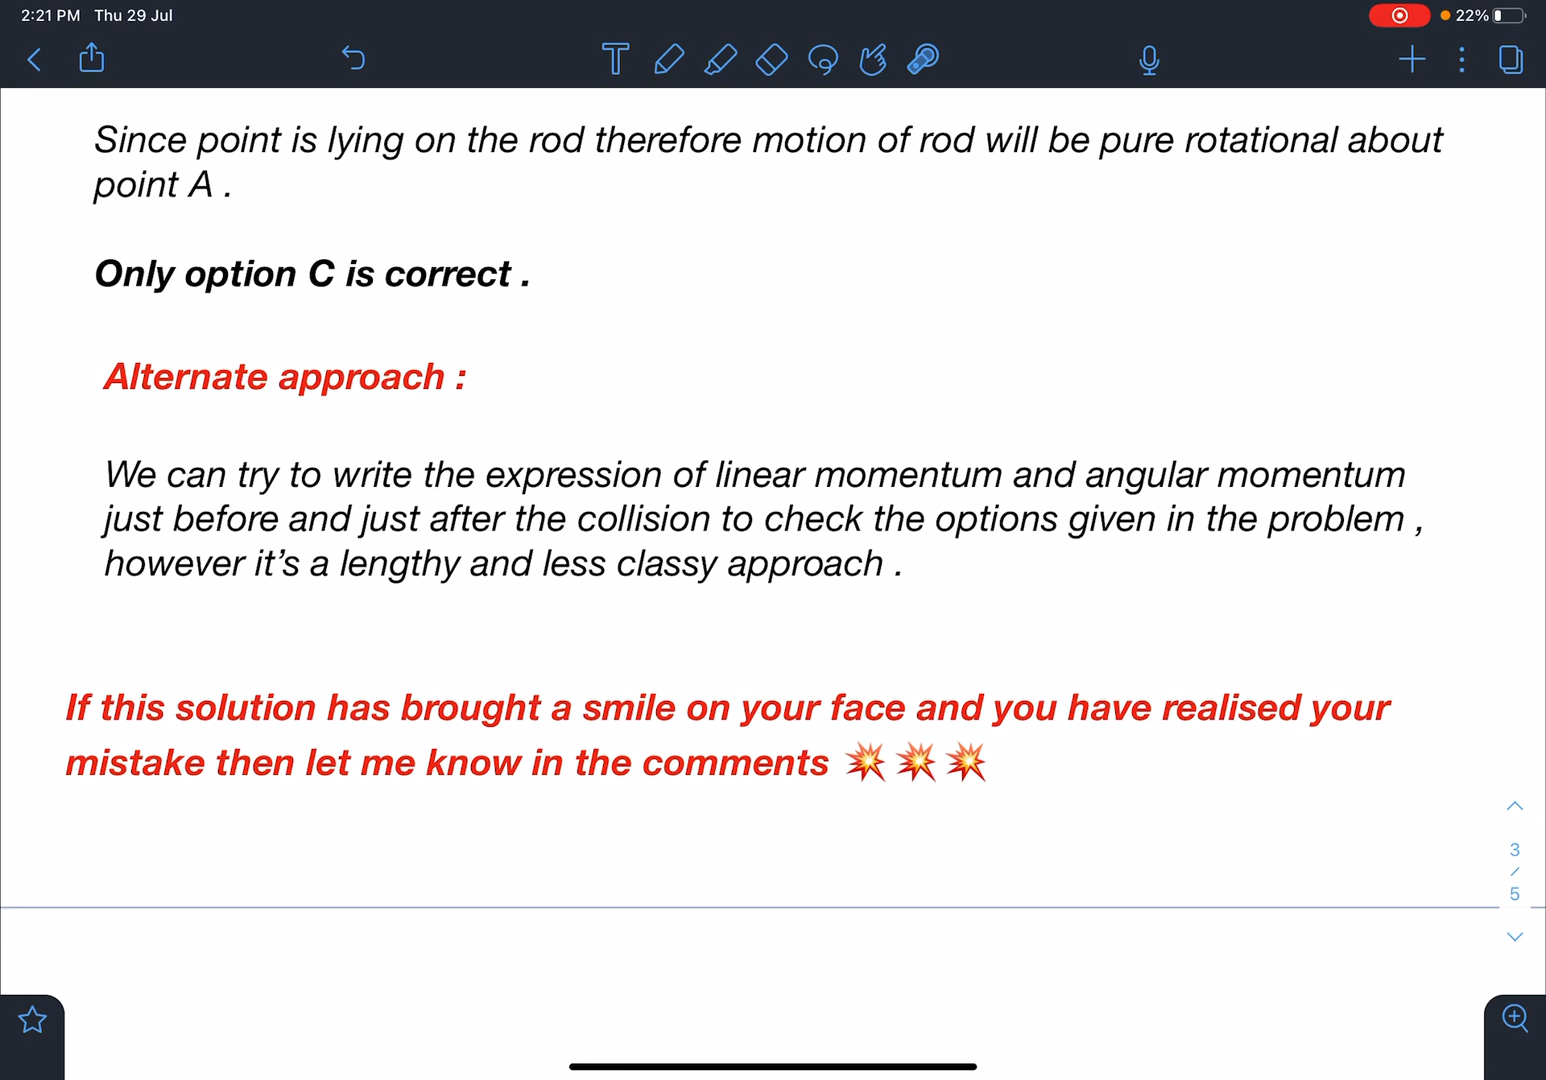 2:21 PM Thu 29 Jul 22%
T
Since point is lying on the rod therefore motion of rod will be pure rotational about
point A .
Only option C is correct .
Alternate approach :
We can try to write the expression of linear momentum and angular momentum
just before and just after the collision to check the options given in the problem ,
however it’s a lengthy and less classy approach .
If this solution has brought a smile on your face and you have realised your
mistake then let me know in the comments 💥 💥 💥
3
/
5